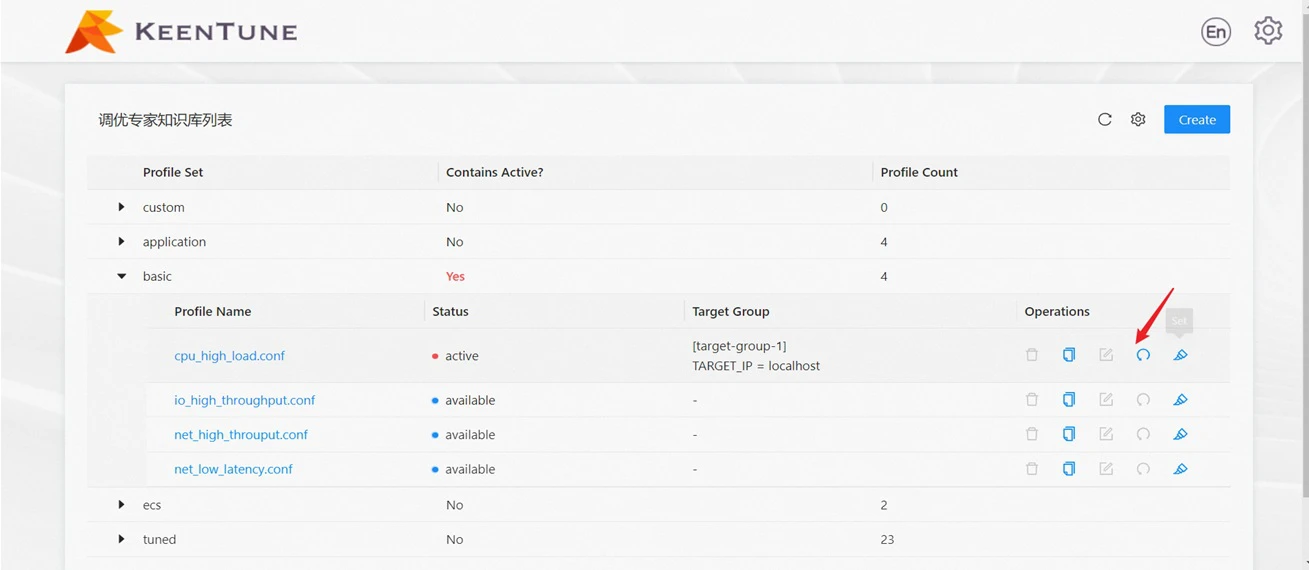 KEENTUNE
En
调优专家知识库列表
Create
Profile Set Contains Active? Profile Count
custom No 0
application No 4
basic Yes 4
Profile Name Status Target Group Operations
Set
cpu_high_load.conf active [target-group-1]
TARGET_IP = localhost
io_high_throughput.conf available -
net_high_throuput.conf available -
net_low_latency.conf available -
ecs No 2
tuned No 23